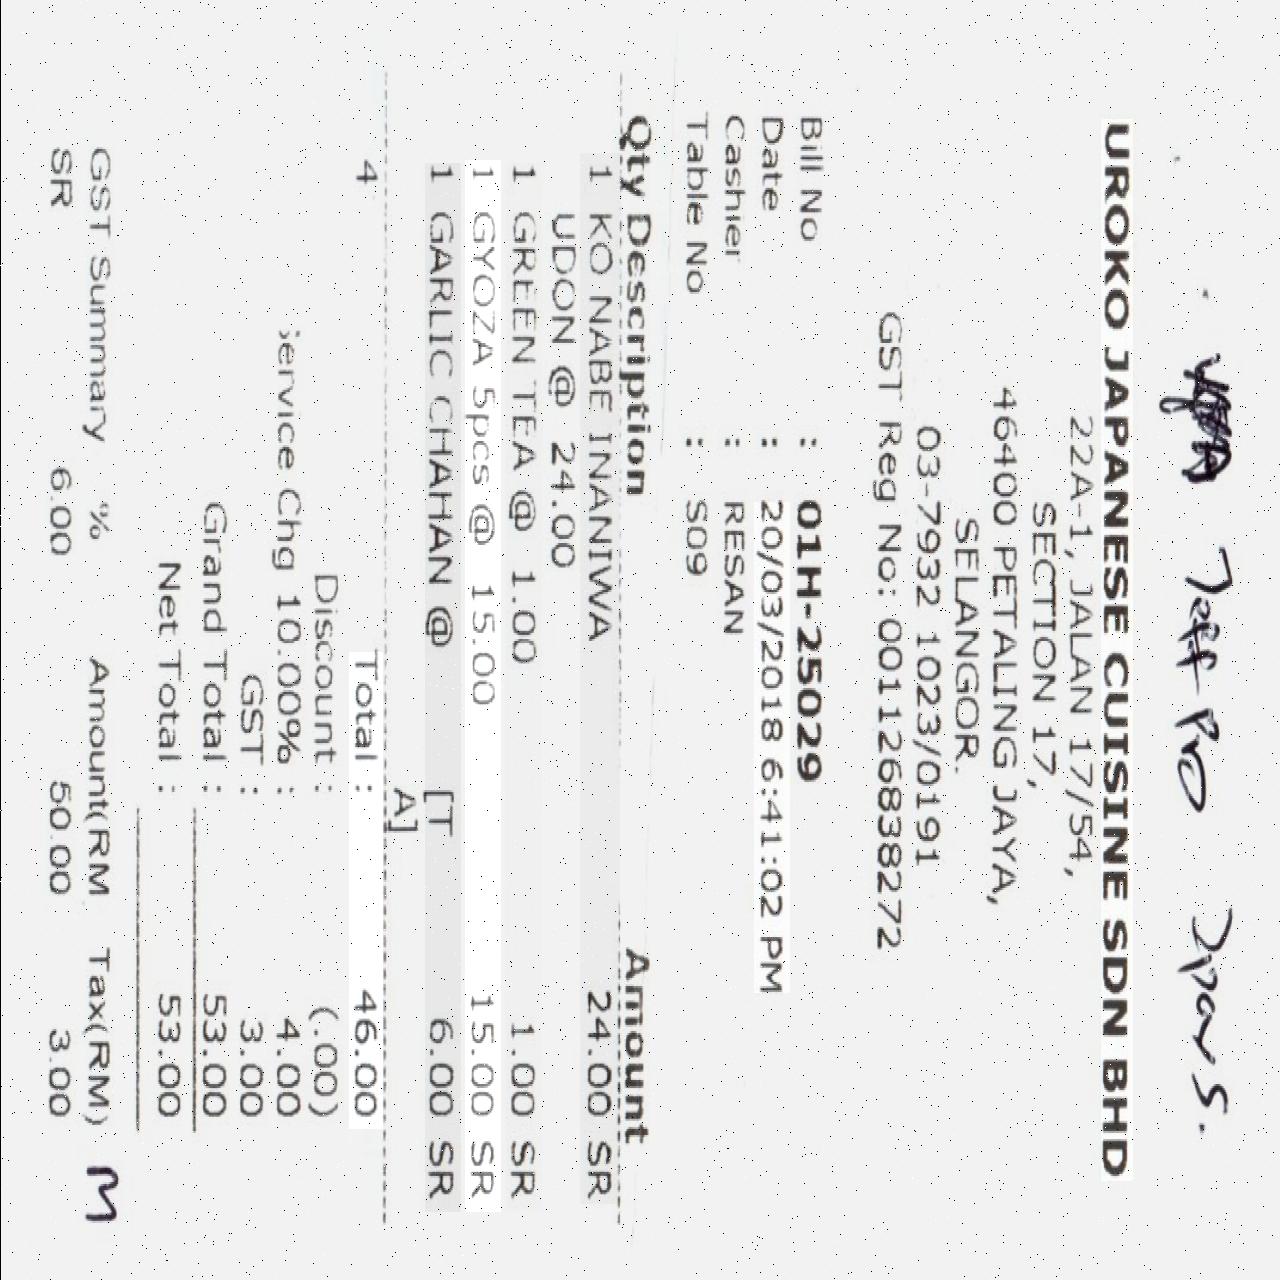 Jeff Pro
UROKO JAPANESE CUISINE SDN BHD
22A-1, JALAN 17/54,
SECTION 17,
46400 PETALING JAYA,
SELANGOR.
03-7932 1023/0191
GST Reg No: 001126838272
Bill No : 01H-25029
Date : 20/03/2018 6:41:02 PM
Cashier : RESAN
Table No : S09
Qty Description Amount
1 KO NABE INANIWA 24.00 SR
UDON @ 24.00
1 GREEN TEA @ 1.00 1.00 SR
1 GYOZA 5pcs @ 15.00 15.00 SR
1 GARLIC CHAHAN @ [T 6.00 SR
A]
4 Total : 46.00
Discount : (.00)
ervice Chg 10.00% : 4.00
GST : 3.00
Grand Total : 53.00
Net Total : 53.00
GST Summary % Amount(RM Tax(RM)
SR 6.00 50.00 3.00